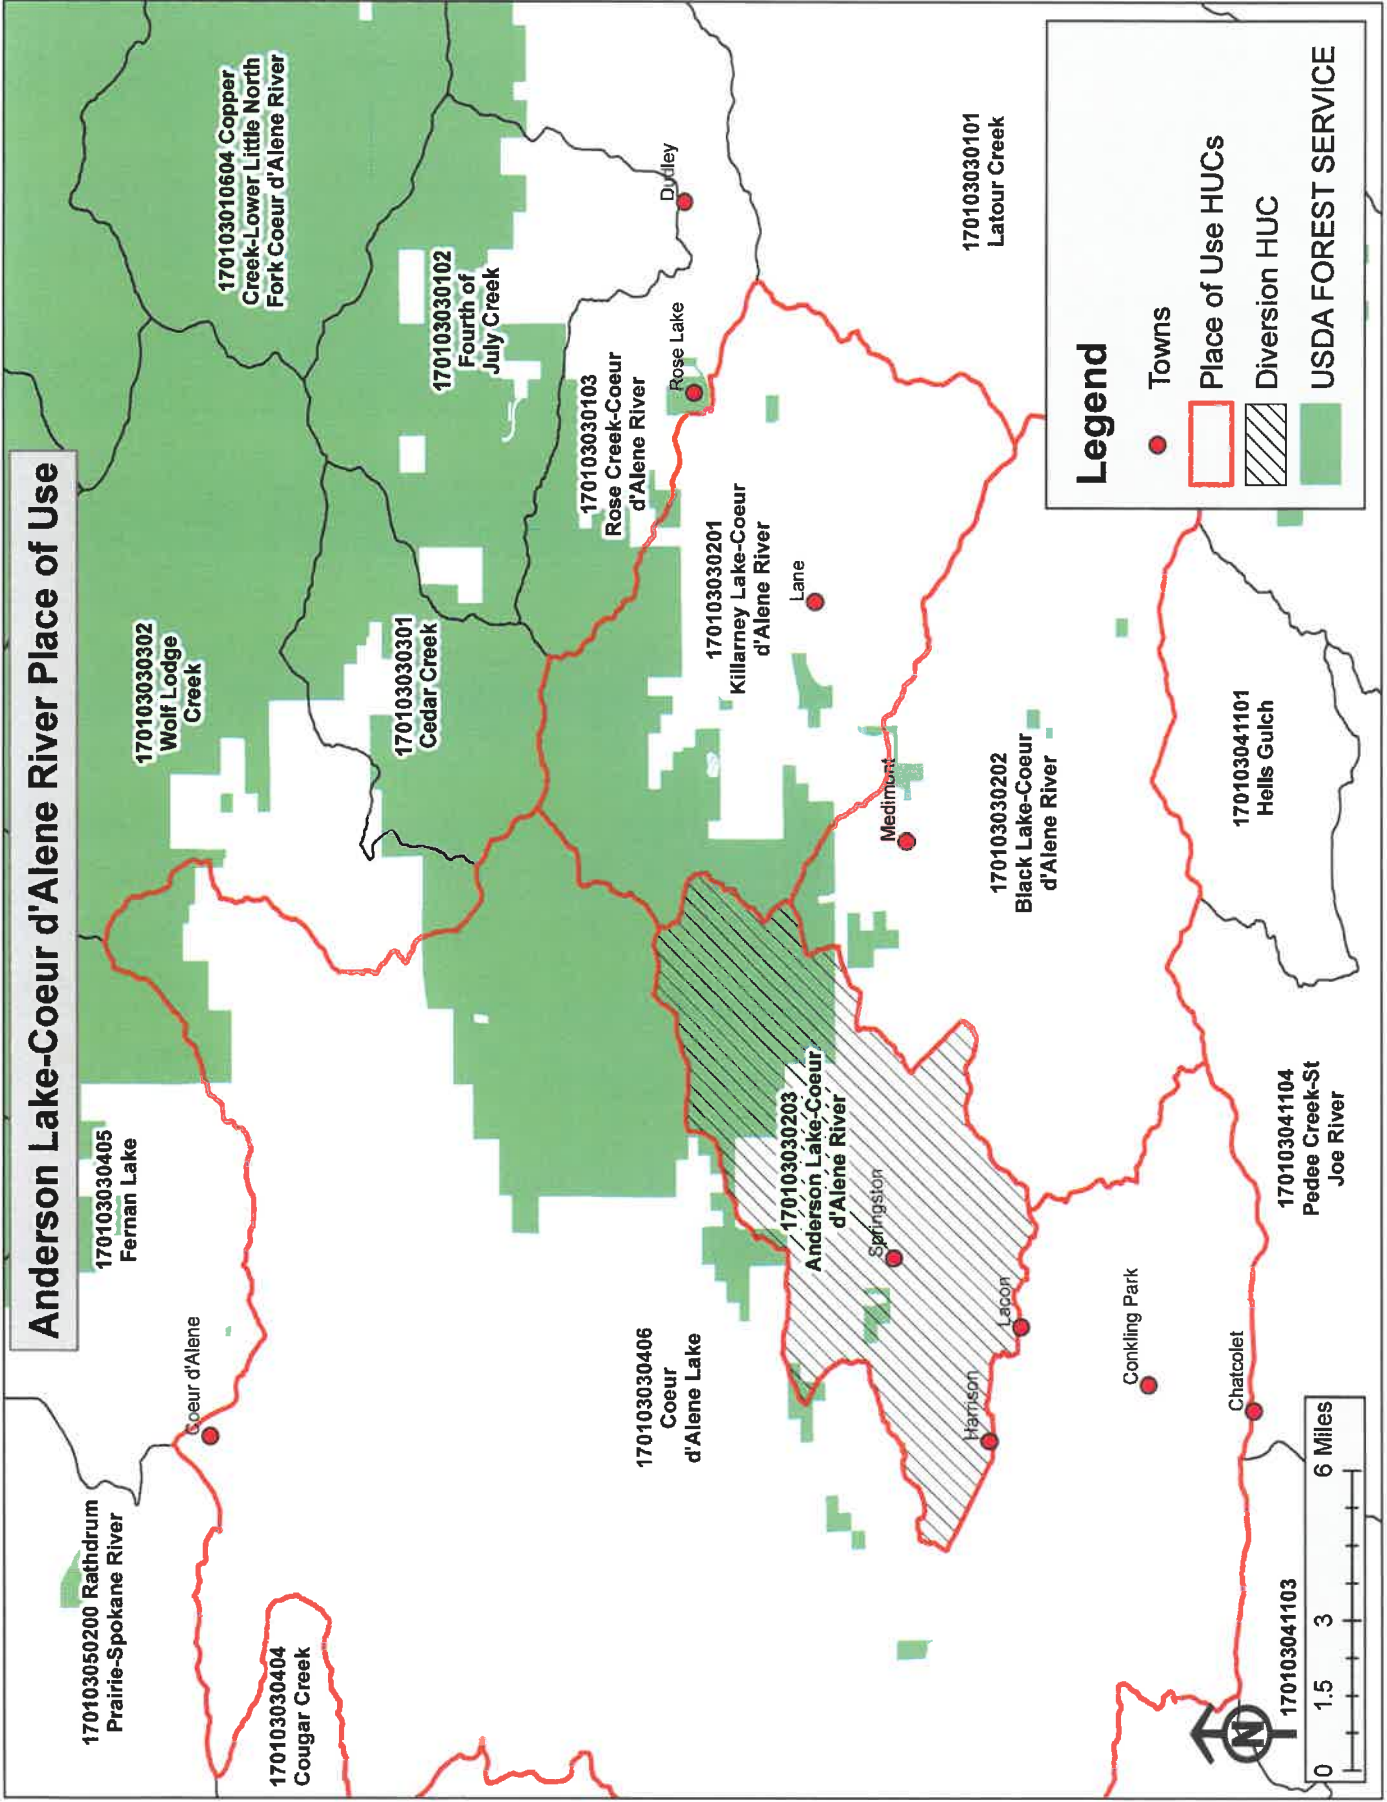 Anderson Lake-Coeur d'Alene River Place of Use
170103050200 Rathdrum
Prairie-Spokane River
170103030404
Cougar Creek
Coeur d'Alene
170103030405
Fernan Lake
170103030302
Wolf Lodge
Creek
170103010604 Copper
Creek-Lower Little North
Fork Coeur d'Alene River
170103030301
Cedar Creek
170103030102
Fourth of
July Creek
170103030103
Rose Creek-Coeur
d'Alene River
Dudley
Rose Lake
170103030406
Coeur
d'Alene Lake
170103030203
Anderson Lake-Coeur
d'Alene River
Springston
Harrison
Lacon
170103030201
Killarney Lake-Coeur
d'Alene River
Lane
Medimont
170103030202
Black Lake-Coeur
d'Alene River
170103030101
Latour Creek
Conkling Park
Chatcolet
170103041104
Pedee Creek-St
Joe River
170103041101
Hells Gulch
170103041103
N
0 1.5 3 6 Miles
Legend
Towns
Place of Use HUCs
Diversion HUC
USDA FOREST SERVICE